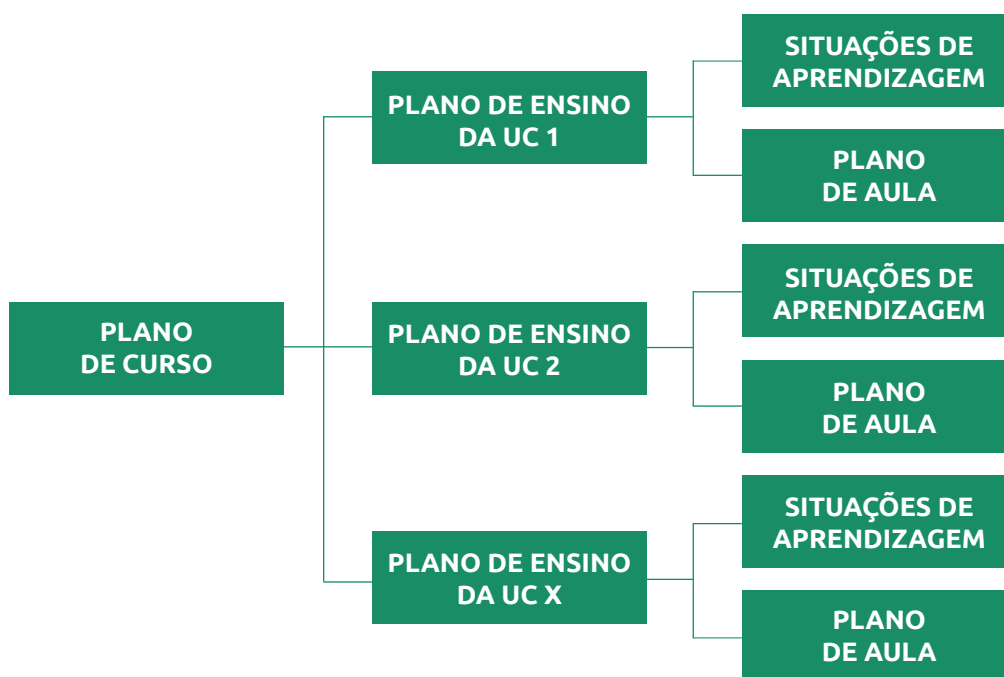 PLANO
DE CURSO
PLANO DE ENSINO
DA UC 1
SITUAÇÕES DE
APRENDIZAGEM
PLANO
DE AULA
PLANO DE ENSINO
DA UC 2
SITUAÇÕES DE
APRENDIZAGEM
PLANO
DE AULA
PLANO DE ENSINO
DA UC X
SITUAÇÕES DE
APRENDIZAGEM
PLANO
DE AULA